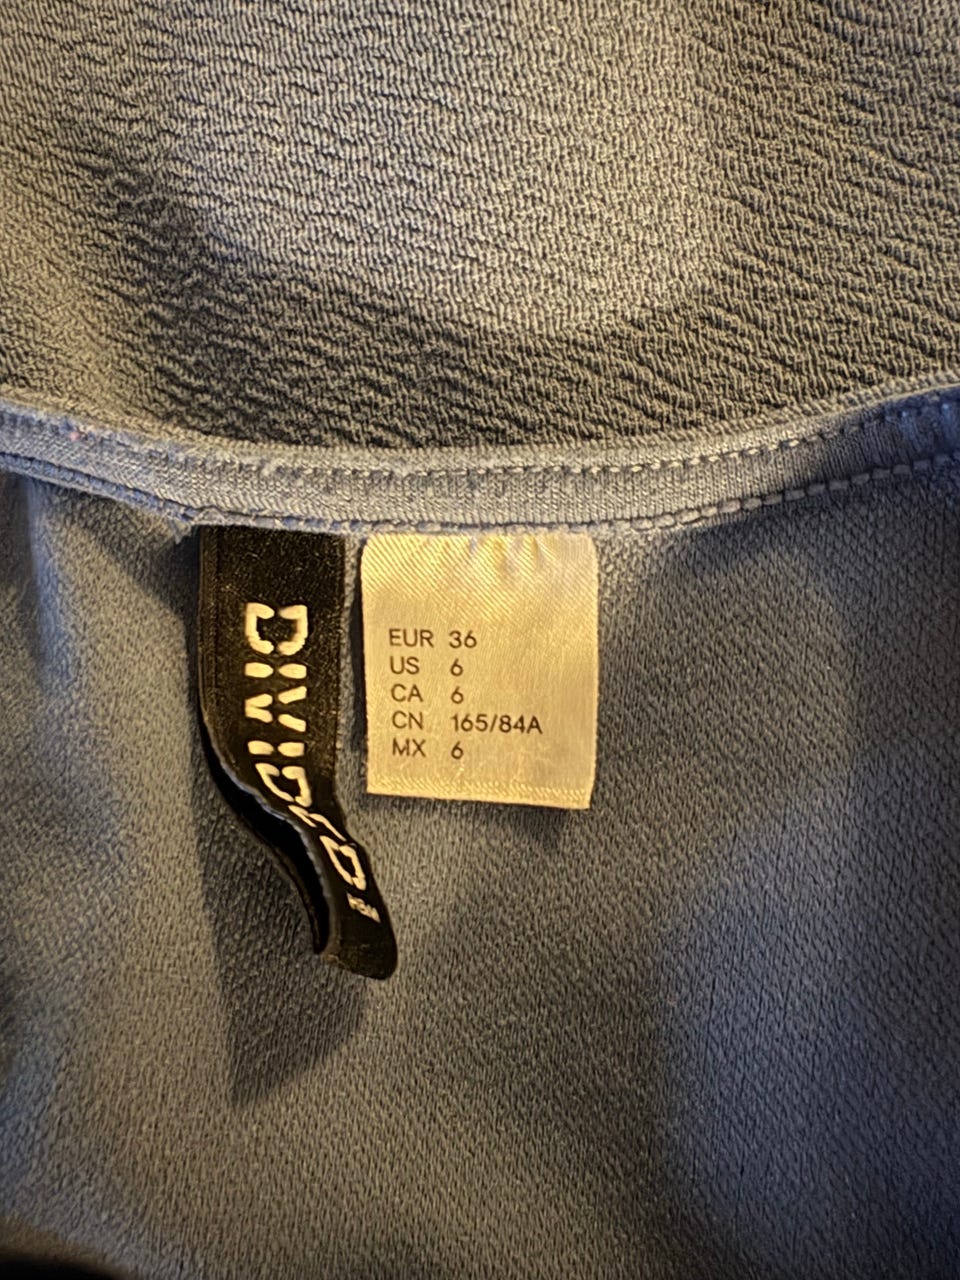 DIVIDED
H&M
EUR 36
US 6
CA 6
CN 165/84A
MX 6